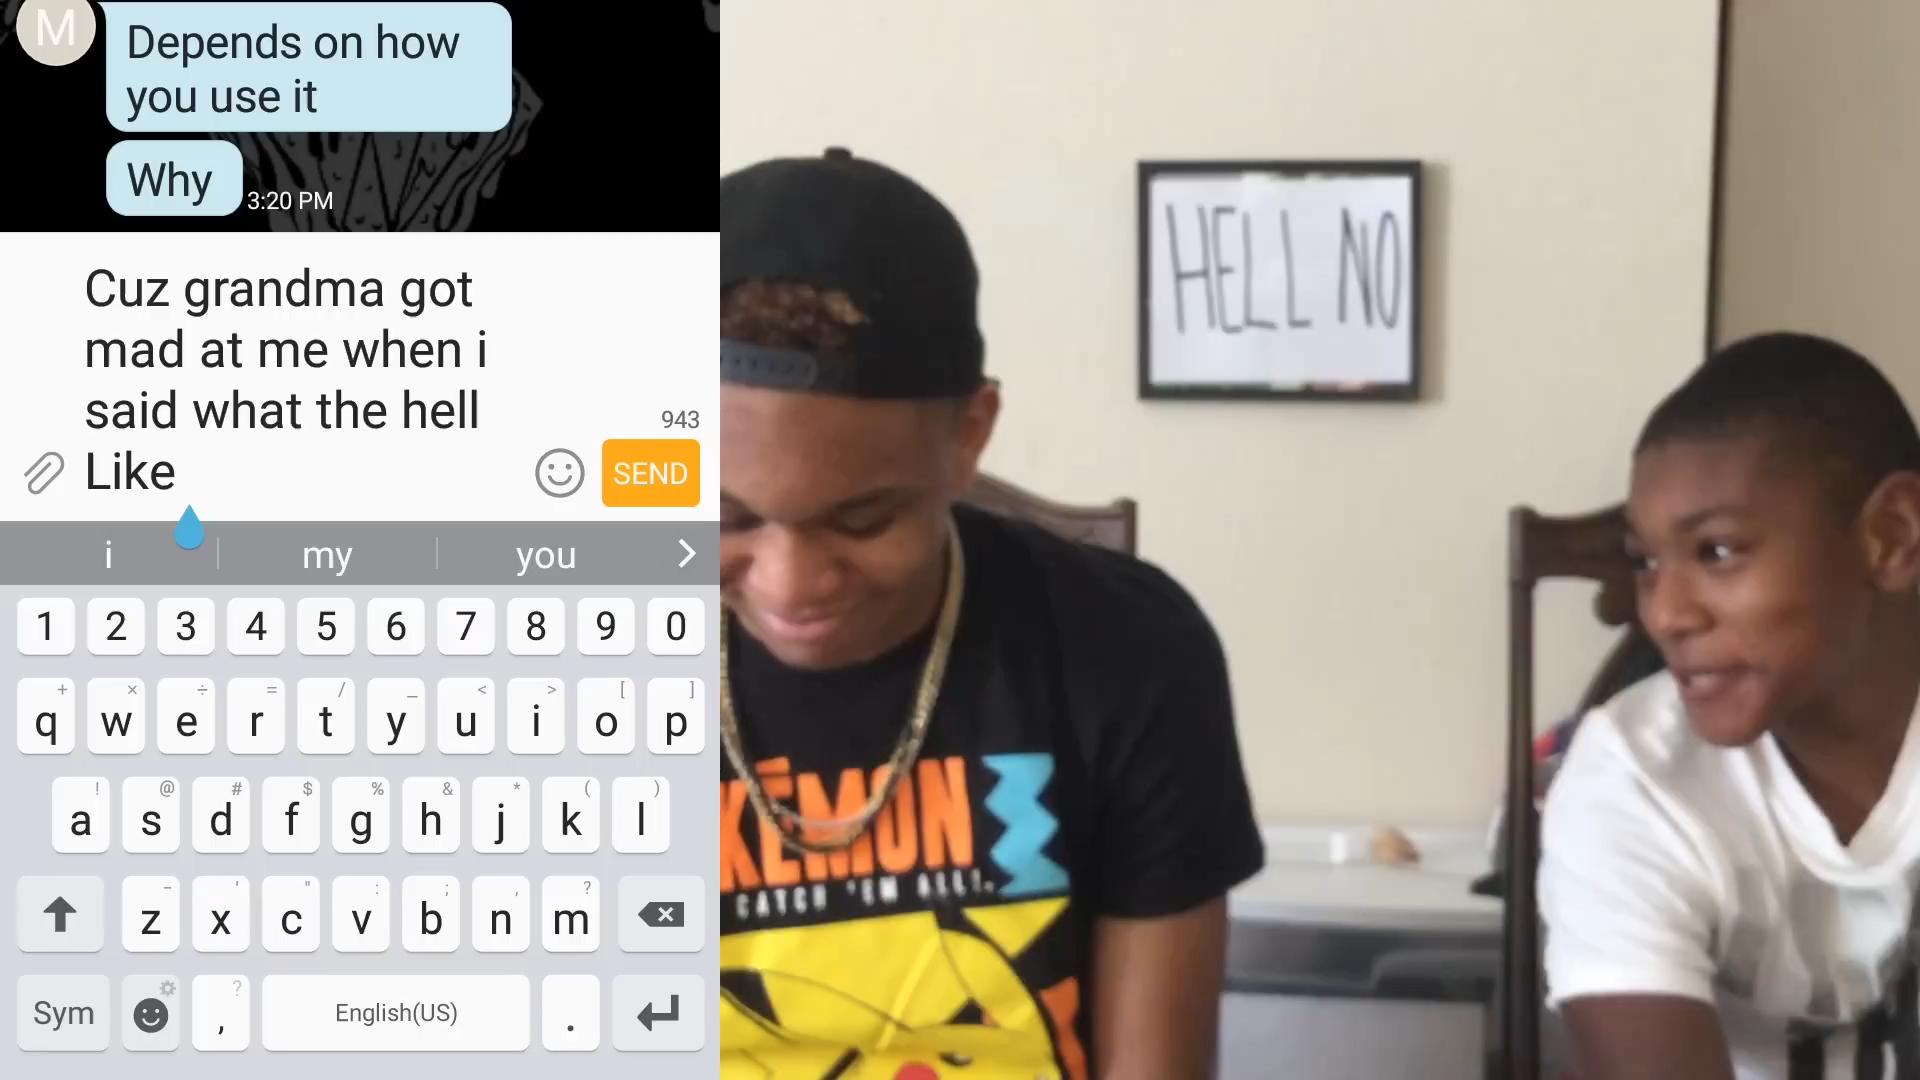 M
Depends on how
you use it
Why
3:20 PM
Cuz grandma got
mad at me when i
said what the hell
943
Like
SEND
i my you
1 2 3 4 5 6 7 8 9 0
+ × ÷ = / _ < > [ ]
q w e r t y u i o p
! @ # $ % & * ( )
a s d f g h j k l
- ' " : ; , ?
z x c v b n m
?
Sym , English(US) .
HELL NO
KÉMON
CATCH 'EM ALL!